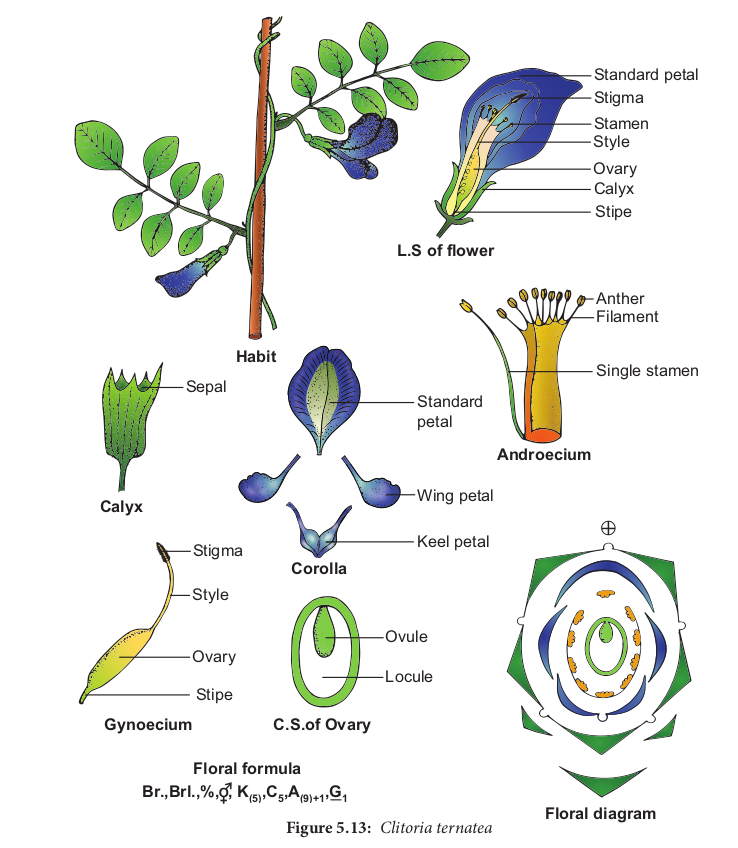 Standard petal
Stigma
Stamen
Style
Ovary
Calyx
Stipe
L.S of flower
Habit
Anther
Filament
Single stamen
Androecium
Sepal
Calyx
Standard
petal
Wing petal
Keel petal
Corolla
Stigma
Style
Ovary
Stipe
Gynoecium
Ovule
Locule
C.S.of Ovary
Floral formula
Br.,Brl.,%,⚥, K(5),C5,A(9)+1,G1
Floral diagram
Figure 5.13: Clitoria ternatea